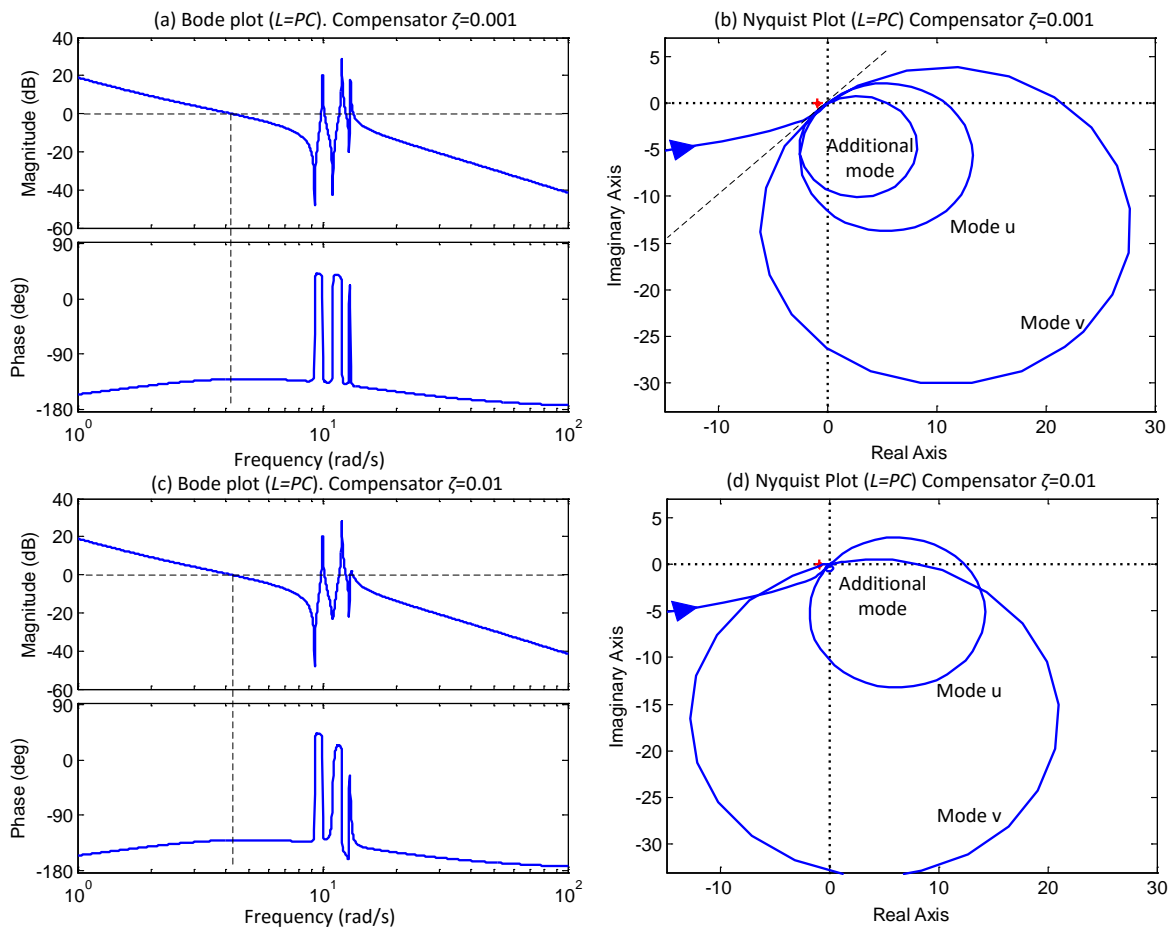 (a) Bode plot (L=PC). Compensator ζ=0.001
40
20
0
-20
-40
-60
Magnitude (dB)
90
0
-90
-180
Phase (deg)
10^0
10^1
10^2
Frequency (rad/s)
(b) Nyquist Plot (L=PC) Compensator ζ=0.001
5
0
-5
-10
-15
-20
-25
-30
Imaginary Axis
Additional
mode
Mode u
Mode v
-10
0
10
20
30
Real Axis
(c) Bode plot (L=PC). Compensator ζ=0.01
40
20
0
-20
-40
-60
Magnitude (dB)
90
0
-90
-180
Phase (deg)
10^0
10^1
10^2
Frequency (rad/s)
(d) Nyquist Plot (L=PC) Compensator ζ=0.01
5
0
-5
-10
-15
-20
-25
-30
Imaginary Axis
Additional
mode
Mode u
Mode v
-10
0
10
20
30
Real Axis